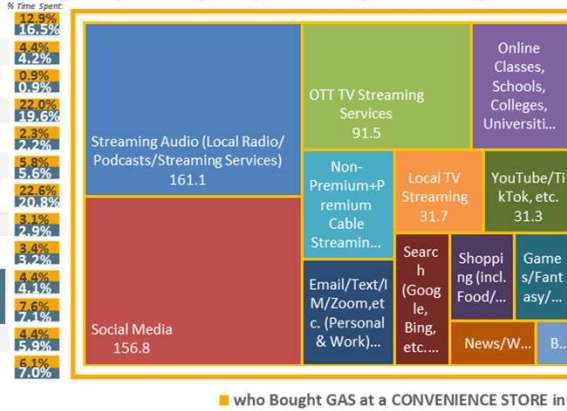 % Time Spent:
12.9%
16.5%
4.4%
4.2%
0.9%
0.9%
22.0%
19.6%
2.3%
2.2%
5.8%
5.6%
22.6%
20.8%
3.1%
2.9%
3.4%
3.2%
4.4%
4.1%
7.6%
7.1%
4.4%
5.9%
6.1%
7.0%
Streaming Audio (Local Radio/
Podcasts/Streaming Services)
161.1
Social Media
156.8
OTT TV Streaming
Services
91.5
Online
Classes,
Schools,
Colleges,
Universiti...
Non-
Premium+P
remium
Cable
Streamin...
Local TV
Streaming
31.7
YouTube/Ti
kTok, etc.
31.3
Email/Text/I
M/Zoom,et
c. (Personal
& Work)...
Searc
h
(Goog
le,
Bing,
etc....
Shoppi
ng (incl.
Food/...
Game
s/Fant
asy/...
News/W...
B...
who Bought GAS at a CONVENIENCE STORE in